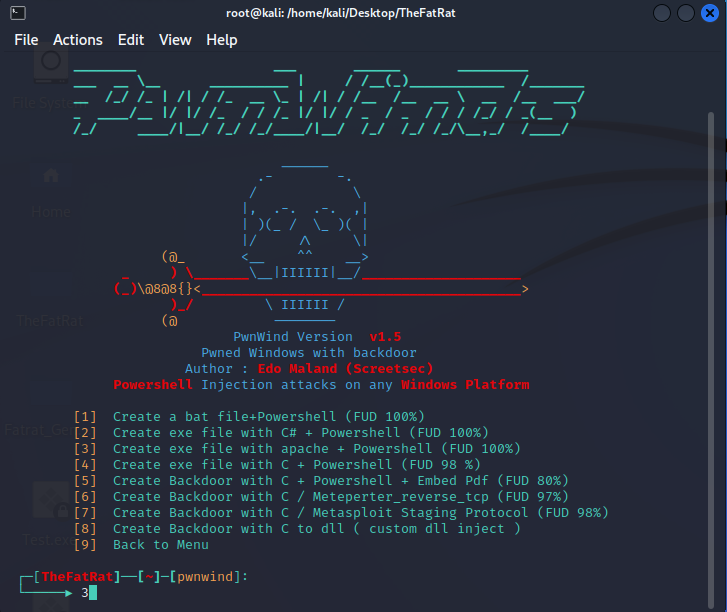 root@kali: /home/kali/Desktop/TheFatRat
File Actions Edit View Help
PwnWinds
PwnWind Version v1.5
Pwned Windows with backdoor
Author : Edo Maland (Screetsec)
Powershell Injection attacks on any Windows Platform
[1] Create a bat file+Powershell (FUD 100%)
[2] Create exe file with C# + Powershell (FUD 100%)
[3] Create exe file with apache + Powershell (FUD 100%)
[4] Create exe file with C + Powershell (FUD 98 %)
[5] Create Backdoor with C + Powershell + Embed Pdf (FUD 80%)
[6] Create Backdoor with C / Meteperter_reverse_tcp (FUD 97%)
[7] Create Backdoor with C / Metasploit Staging Protocol (FUD 98%)
[8] Create Backdoor with C to dll ( custom dll inject )
[9] Back to Menu
[TheFatRat]—[~]-[pwnwind]:
3
File Syste
Home
TheFatRat
Fatrat_Ge